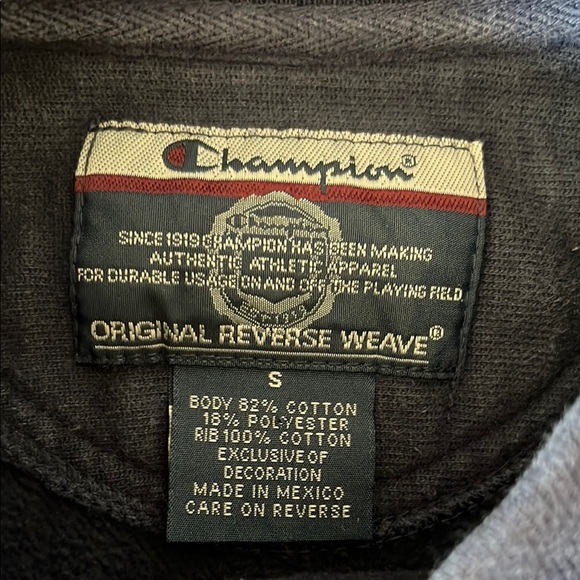 Champion®
Champion
SINCE 1919 CHAMPION HAS BEEN MAKING
AUTHENTIC ATHLETIC APPAREL
FOR DURABLE USAGE ON AND OFF THE PLAYING FIELD
ORIGINAL REVERSE WEAVE®
S
BODY 82% COTTON
18% POLYESTER
RIB 100% COTTON
EXCLUSIVE OF
DECORATION
MADE IN MEXICO
CARE ON REVERSE